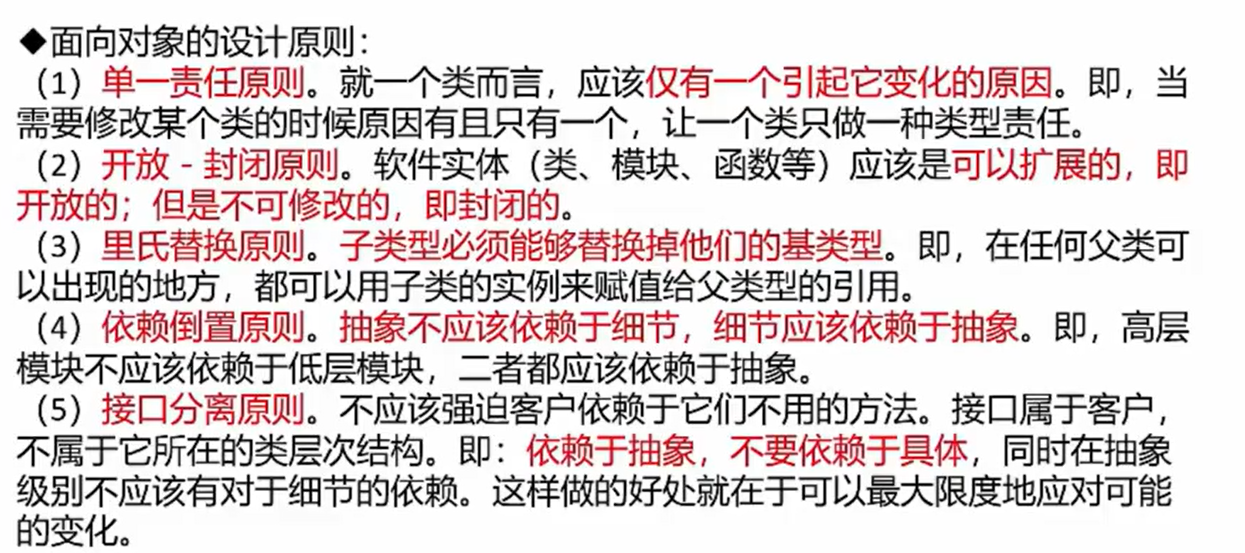 ◆面向对象的设计原则：
（1）单一责任原则。就一个类而言，应该仅有一个引起它变化的原因。即，当
需要修改某个类的时候原因有且只有一个，让一个类只做一种类型责任。
（2）开放－封闭原则。软件实体（类、模块、函数等）应该是可以扩展的，即
开放的；但是不可修改的，即封闭的。
（3）里氏替换原则。子类型必须能够替换掉他们的基类型。即，在任何父类可
以出现的地方，都可以用子类的实例来赋值给父类型的引用。
（4）依赖倒置原则。抽象不应该依赖于细节，细节应该依赖于抽象。即，高层
模块不应该依赖于低层模块，二者都应该依赖于抽象。
（5）接口分离原则。不应该强迫客户依赖于它们不用的方法。接口属于客户，
不属于它所在的类层次结构。即：依赖于抽象，不要依赖于具体，同时在抽象
级别不应该有对于细节的依赖。这样做的好处就在于可以最大限度地应对可能
的变化。